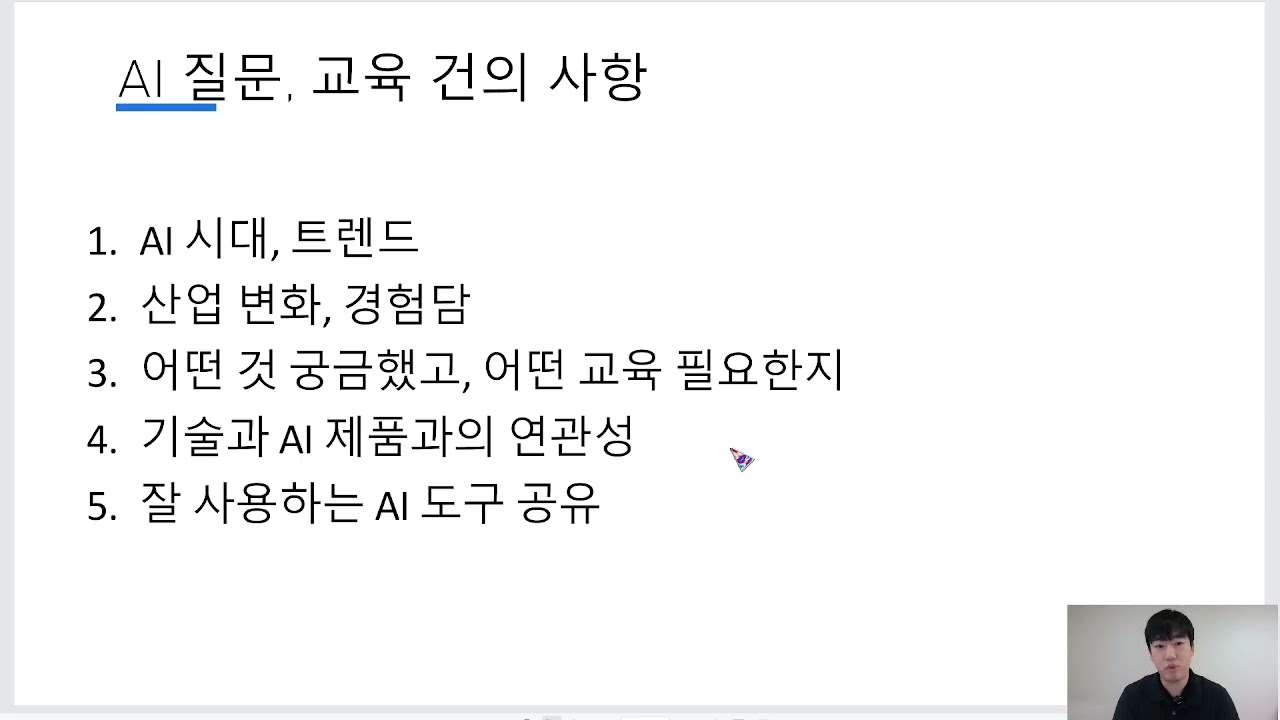 AI 질문, 교육 건의 사항
1. AI 시대, 트렌드
2. 산업 변화, 경험담
3. 어떤 것 궁금했고, 어떤 교육 필요한지
4. 기술과 AI 제품과의 연관성
5. 잘 사용하는 AI 도구 공유